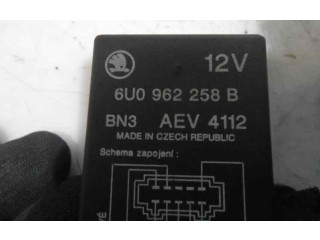 12V
6U0 962 258 B
BN3 AEV 4112
MADE IN CZECH REPUBLIC
Schema zapojení :